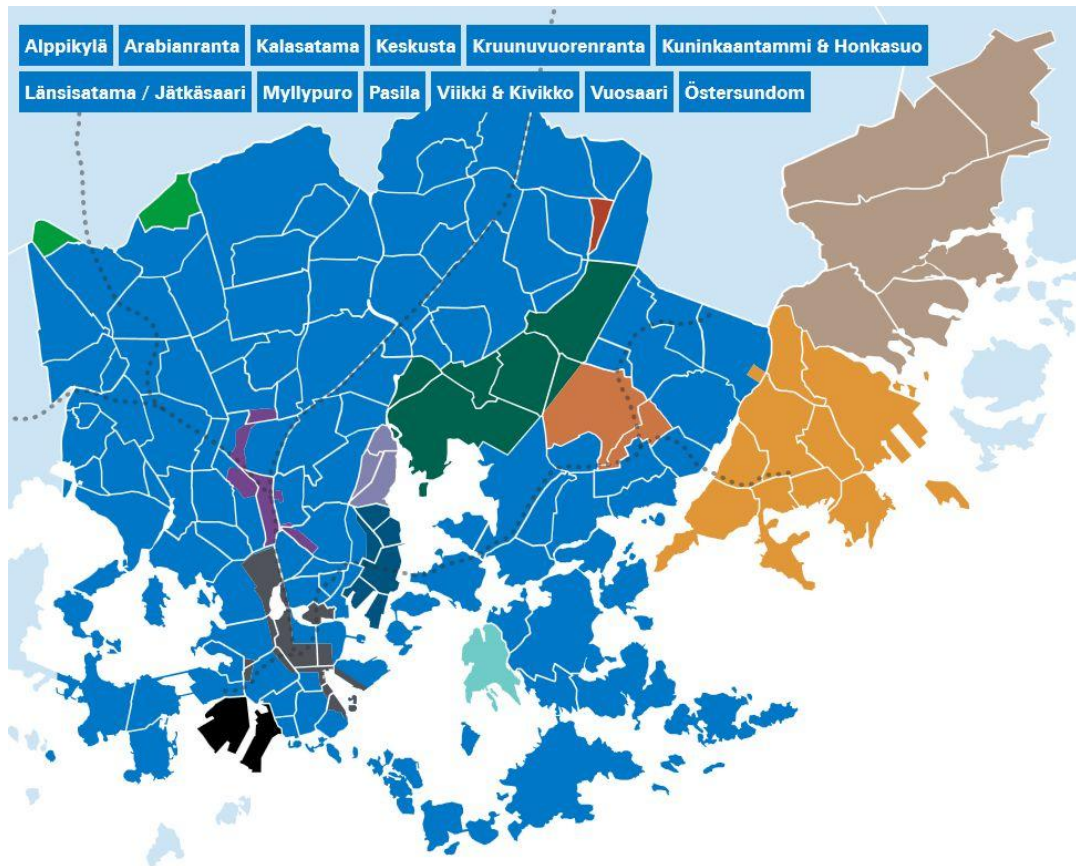 Alppikylä Arabianranta Kalasatama Keskusta Kruunuvuorenranta Kuninkaantammi & Honkasuo
Länsisatama / Jätkäsaari Myllypuro Pasila Viikki & Kivikko Vuosaari Östersundom